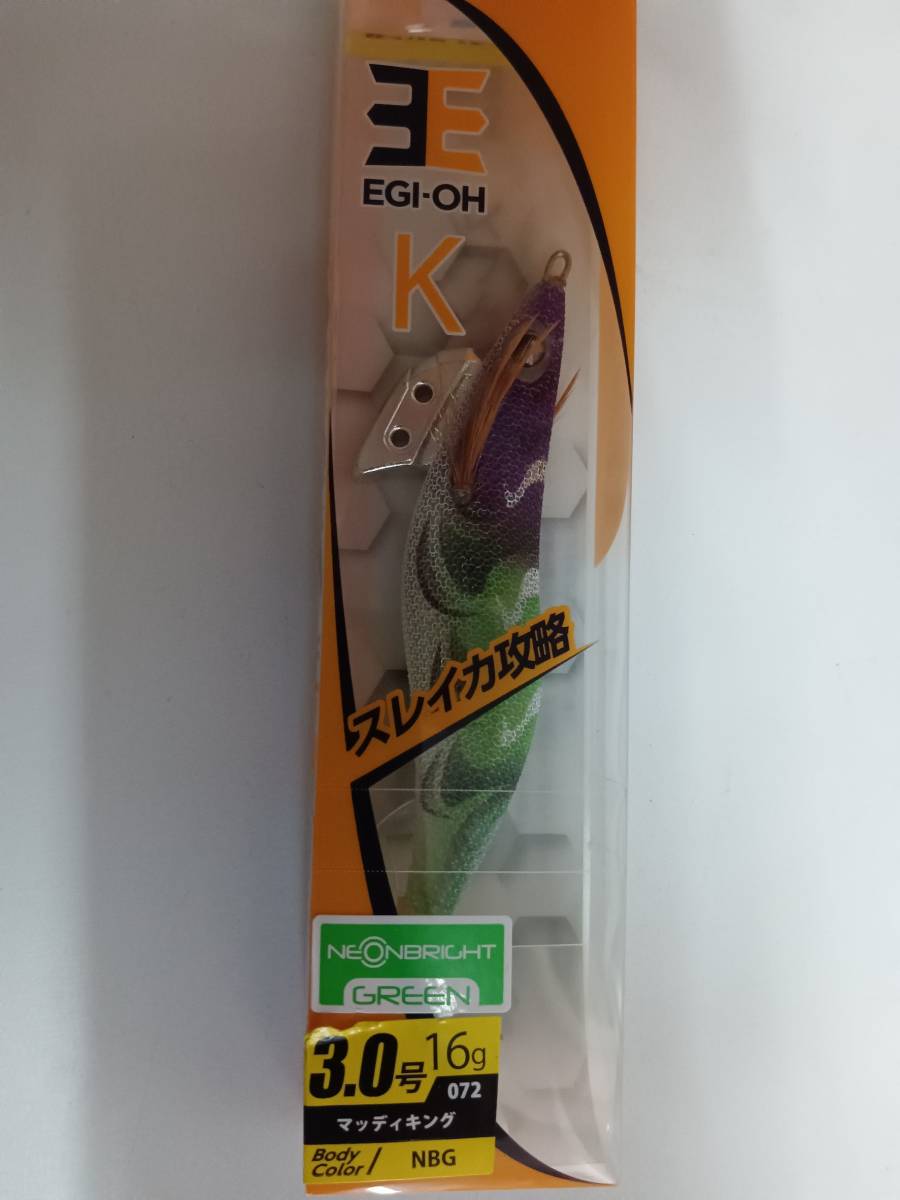 EGI-OH
K
スレイカ攻略
NEONBRIGHT
GREEN
3.0号 16g
072
マッディキング
Body Color / NBG